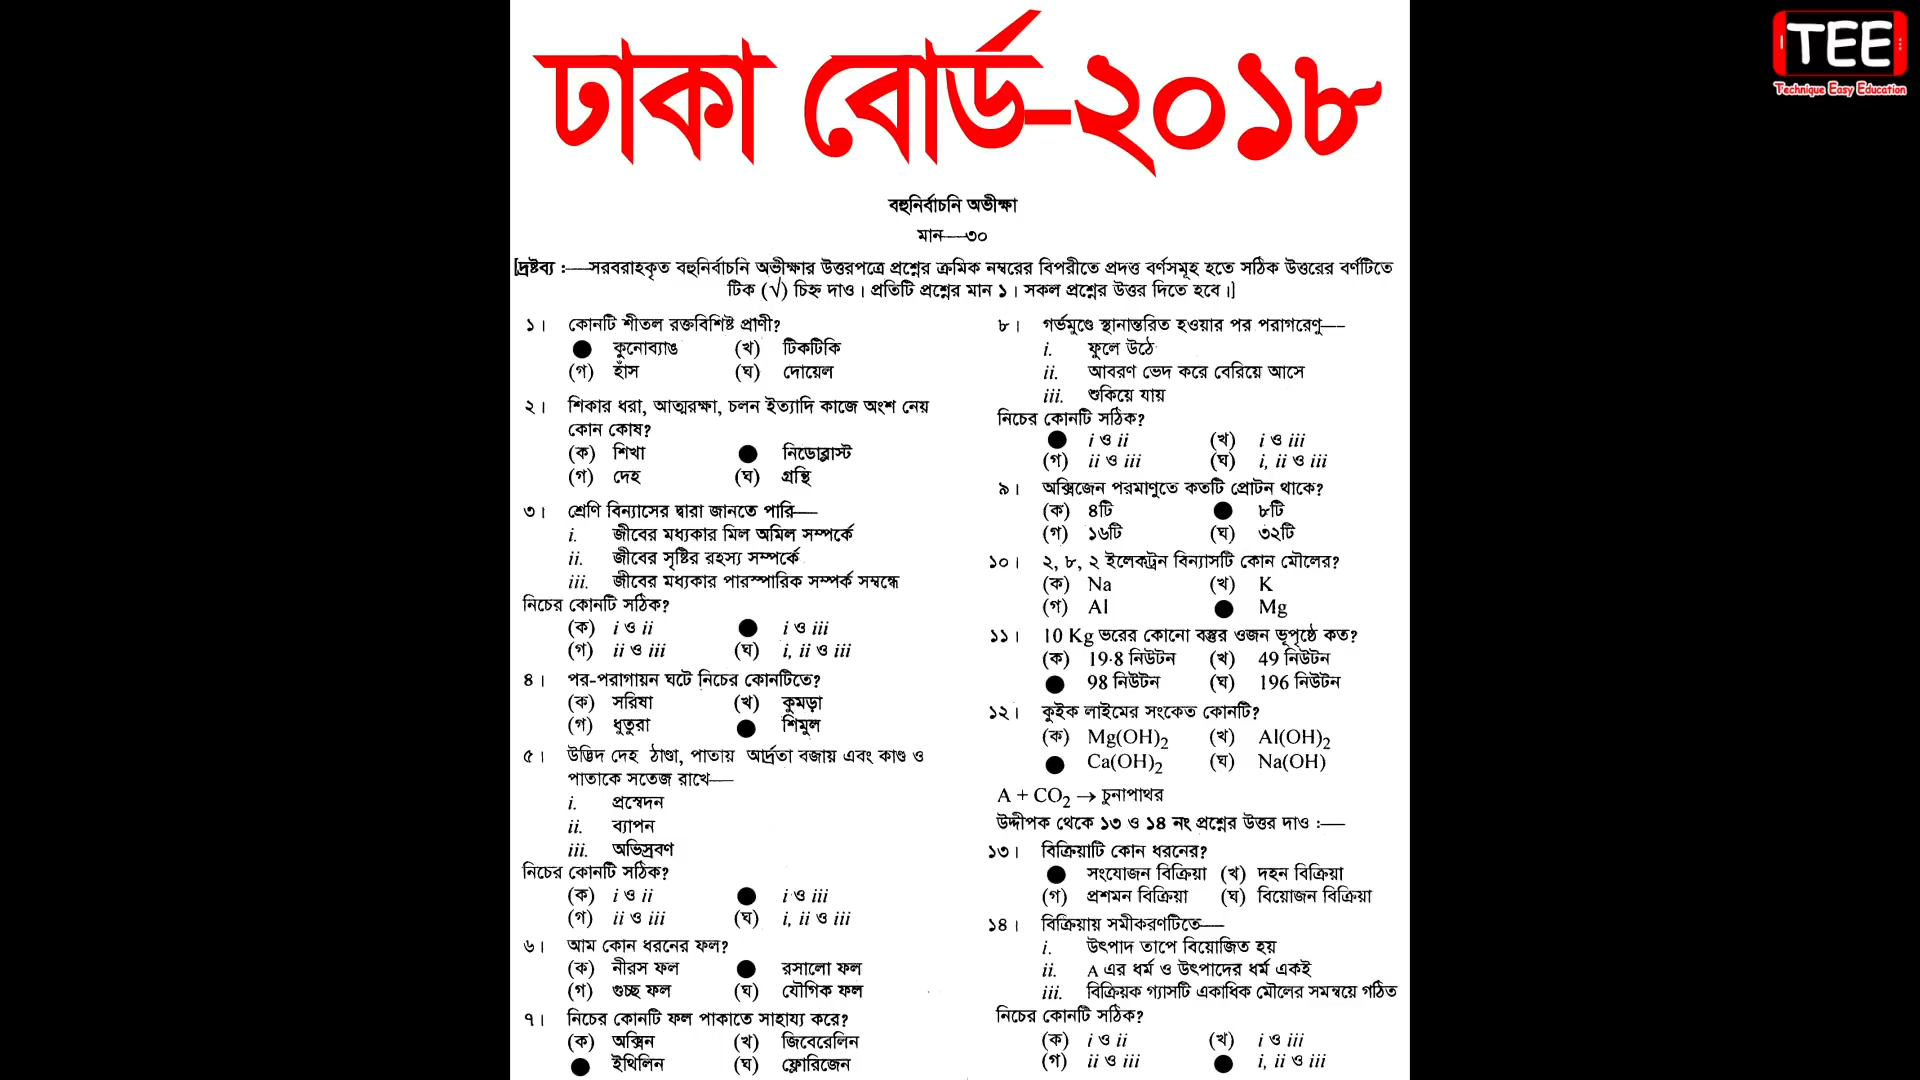 TEE
Technique Easy Education
ঢাকা বোর্ড-২০১৮
বহুনির্বাচনি অভীক্ষা
মান—৩০
[দ্রষ্টব্য :—সরবরাহকৃত বহুনির্বাচনি অভীক্ষার উত্তরপত্রে প্রশ্নের ক্রমিক নম্বরের বিপরীতে প্রদত্ত বর্ণসমূহ হতে সঠিক উত্তরের বর্ণটিতে
টিক (√) চিহ্ন দাও। প্রতিটি প্রশ্নের মান ১। সকল প্রশ্নের উত্তর দিতে হবে।]
১। কোনটি শীতল রক্তবিশিষ্ট প্রাণী?
● কুনোব্যাঙ (খ) টিকটিকি
(গ) হাঁস (ঘ) দোয়েল
২। শিকার ধরা, আত্মরক্ষা, চলন ইত্যাদি কাজে অংশ নেয়
কোন কোষ?
(ক) শিখা ● নিডোব্লাস্ট
(গ) দেহ (ঘ) গ্রন্থি
৩। শ্রেণি বিন্যাসের দ্বারা জানতে পারি—
i. জীবের মধ্যকার মিল অমিল সম্পর্কে
ii. জীবের সৃষ্টির রহস্য সম্পর্কে
iii. জীবের মধ্যকার পারস্পারিক সম্পর্ক সম্বন্ধে
নিচের কোনটি সঠিক?
(ক) i ও ii ● i ও iii
(গ) ii ও iii (ঘ) i, ii ও iii
৪। পর-পরাগায়ন ঘটে নিচের কোনটিতে?
(ক) সরিষা (খ) কুমড়া
(গ) ধুতুরা ● শিমুল
৫। উদ্ভিদ দেহ ঠাণ্ডা, পাতায় আর্দ্রতা বজায় এবং কাণ্ড ও
পাতাকে সতেজ রাখে—
i. প্রস্বেদন
ii. ব্যাপন
iii. অভিস্রবণ
নিচের কোনটি সঠিক?
(ক) i ও ii ● i ও iii
(গ) ii ও iii (ঘ) i, ii ও iii
৬। আম কোন ধরনের ফল?
(ক) নীরস ফল ● রসালো ফল
(গ) গুচ্ছ ফল (ঘ) যৌগিক ফল
৭। নিচের কোনটি ফল পাকাতে সাহায্য করে?
(ক) অক্সিন (খ) জিবেরেলিন
● ইথিলিন (ঘ) ফ্লোরিজেন
৮। গর্ভমুণ্ডে স্থানান্তরিত হওয়ার পর পরাগরেণু—
i. ফুলে উঠে
ii. আবরণ ভেদ করে বেরিয়ে আসে
iii. শুকিয়ে যায়
নিচের কোনটি সঠিক?
● i ও ii (খ) i ও iii
(গ) ii ও iii (ঘ) i, ii ও iii
৯। অক্সিজেন পরমাণুতে কতটি প্রোটন থাকে?
(ক) ৪টি ● ৮টি
(গ) ১৬টি (ঘ) ৩২টি
১০। ২, ৮, ২ ইলেকট্রন বিন্যাসটি কোন মৌলের?
(ক) Na (খ) K
(গ) Al ● Mg
১১। 10 Kg ভরের কোনো বস্তুর ওজন ভূপৃষ্ঠে কত?
(ক) 19·8 নিউটন (খ) 49 নিউটন
● 98 নিউটন (ঘ) 196 নিউটন
১২। কুইক লাইমের সংকেত কোনটি?
(ক) Mg(OH)₂ (খ) Al(OH)₂
● Ca(OH)₂ (ঘ) Na(OH)
A + CO₂ → চুনাপাথর
উদ্দীপক থেকে ১৩ ও ১৪ নং প্রশ্নের উত্তর দাও :—
১৩। বিক্রিয়াটি কোন ধরনের?
● সংযোজন বিক্রিয়া (খ) দহন বিক্রিয়া
(গ) প্রশমন বিক্রিয়া (ঘ) বিয়োজন বিক্রিয়া
১৪। বিক্রিয়ায় সমীকরণটিতে—
i. উৎপাদ তাপে বিয়োজিত হয়
ii. A এর ধর্ম ও উৎপাদের ধর্ম একই
iii. বিক্রিয়ক গ্যাসটি একাধিক মৌলের সমন্বয়ে গঠিত
নিচের কোনটি সঠিক?
(ক) i ও ii (খ) i ও iii
(গ) ii ও iii ● i, ii ও iii